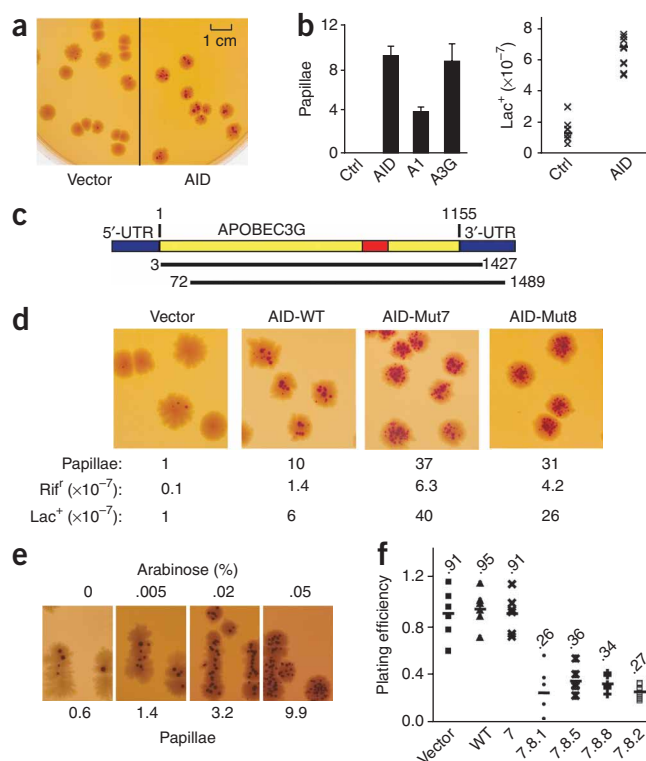 a
1 cm
Vector AID
b
12
8
4
0
Papillae
Ctrl AID A1 A3G
8
6
4
2
0
Lac+ (×10−7)
Ctrl AID
c
1 1155
5′-UTR APOBEC3G 3′-UTR
3 1427
72 1489
d
Vector AID-WT AID-Mut7 AID-Mut8
Papillae: 1 10 37 31
Rifr (×10−7): 0.1 1.4 6.3 4.2
Lac+ (×10−7): 1 6 40 26
e
Arabinose (%)
0 .005 .02 .05
0.6 1.4 3.2 9.9
Papillae
f
.91 .95 .91 .26 .36 .34 .27
1.2
0.8
0.4
0.0
Plating efficiency
Vector WT 7 7.8.1 7.8.5 7.8.8 7.8.2